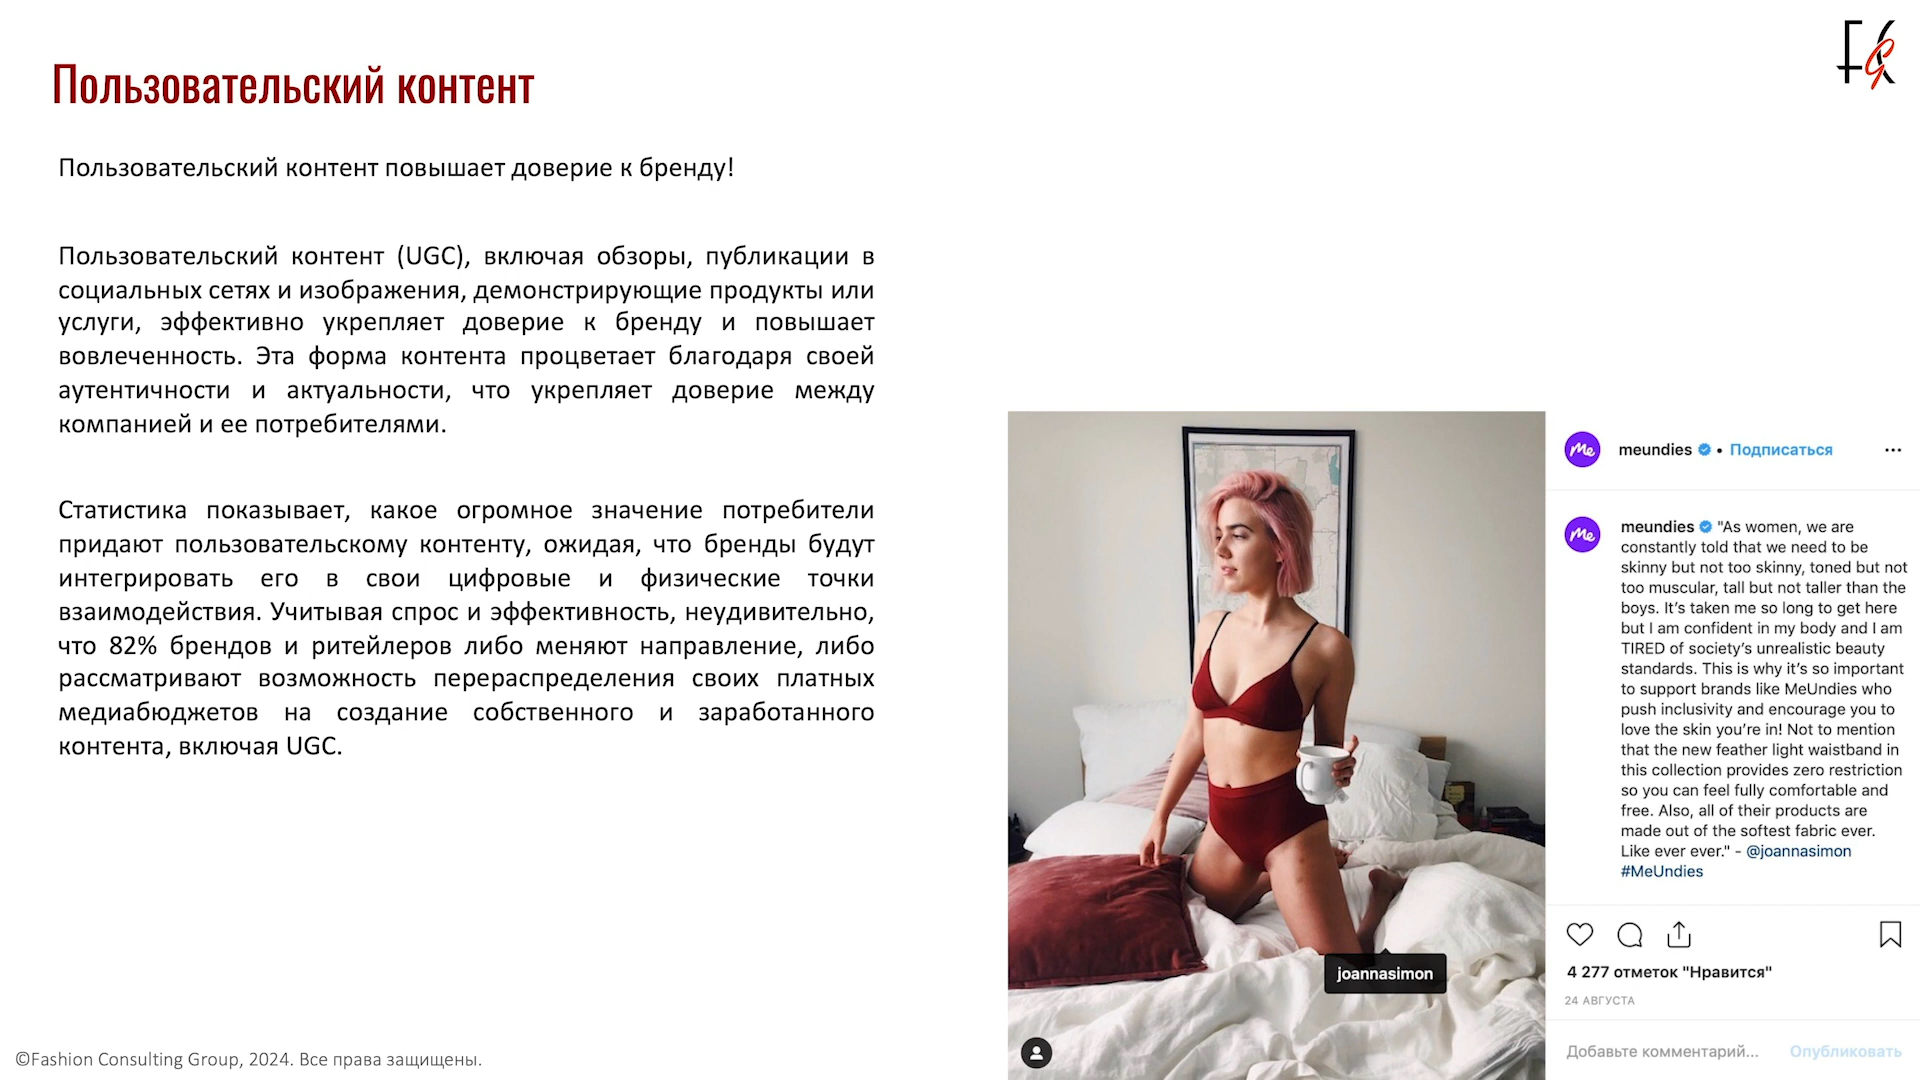 Пользовательский контент
Пользовательский контент повышает доверие к бренду!
Пользовательский контент (UGC), включая обзоры, публикации в
социальных сетях и изображения, демонстрирующие продукты или
услуги, эффективно укрепляет доверие к бренду и повышает
вовлеченность. Эта форма контента процветает благодаря своей
аутентичности и актуальности, что укрепляет доверие между
компанией и ее потребителями.
Статистика показывает, какое огромное значение потребители
придают пользовательскому контенту, ожидая, что бренды будут
интегрировать его в свои цифровые и физические точки
взаимодействия. Учитывая спрос и эффективность, неудивительно,
что 82% брендов и ритейлеров либо меняют направление, либо
рассматривают возможность перераспределения своих платных
медиабюджетов на создание собственного и заработанного
контента, включая UGC.
©Fashion Consulting Group, 2024. Все права защищены.
FCG
joannasimon
Me
meundies • Подписаться
Me
meundies "As women, we are
constantly told that we need to be
skinny but not too skinny, toned but not
too muscular, tall but not taller than the
boys. It’s taken me so long to get here
but I am confident in my body and I am
TIRED of society’s unrealistic beauty
standards. This is why it’s so important
to support brands like MeUndies who
push inclusivity and encourage you to
love the skin you’re in! Not to mention
that the new feather light waistband in
this collection provides zero restriction
so you can feel fully comfortable and
free. Also, all of their products are
made out of the softest fabric ever.
Like ever ever." - @joannasimon
#MeUndies
4 277 отметок "Нравится"
24 АВГУСТА
Добавьте комментарий... Опубликовать